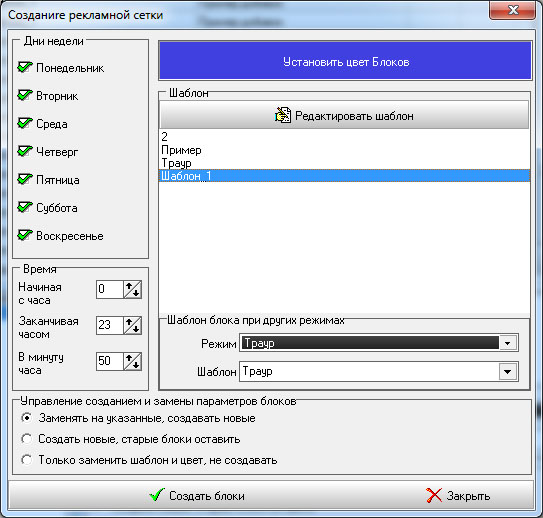 Создание рекламной сетки
Дни недели
Понедельник
Вторник
Среда
Четверг
Пятница
Суббота
Воскресенье
Время
Начиная
с часа
0
Заканчивая
часом
23
В минуту
часа
50
Установить цвет Блоков
Шаблон
Редактировать шаблон
2
Пример
Траур
Шаблон_1
Шаблон блока при других режимах
Режим Траур
Шаблон Траур
Управление созданием и замены параметров блоков
Заменять на указанные, создавать новые
Создать новые, старые блоки оставить
Только заменить шаблон и цвет, не создавать
Создать блоки
Закрыть